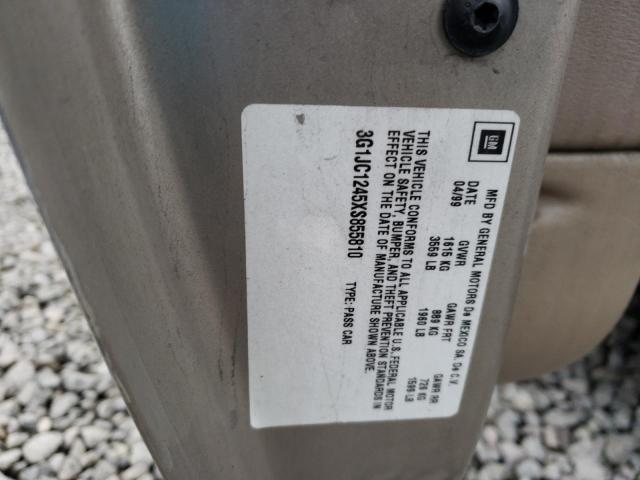 GM
MFD BY GENERAL MOTORS De MEXICO SA. De C.V.
DATE GVWR GAWR FRT GAWR RR
04/99 1615 KG 889 KG 726 KG
3559 LB 1960 LB 1599 LB
THIS VEHICLE CONFORMS TO ALL APPLICABLE U.S. FEDERAL MOTOR
VEHICLE SAFETY, BUMPER, AND THEFT PREVENTION STANDARDS IN
EFFECT ON THE DATE OF MANUFACTURE SHOWN ABOVE.
3G1JC1245XS855810 TYPE: PASS CAR